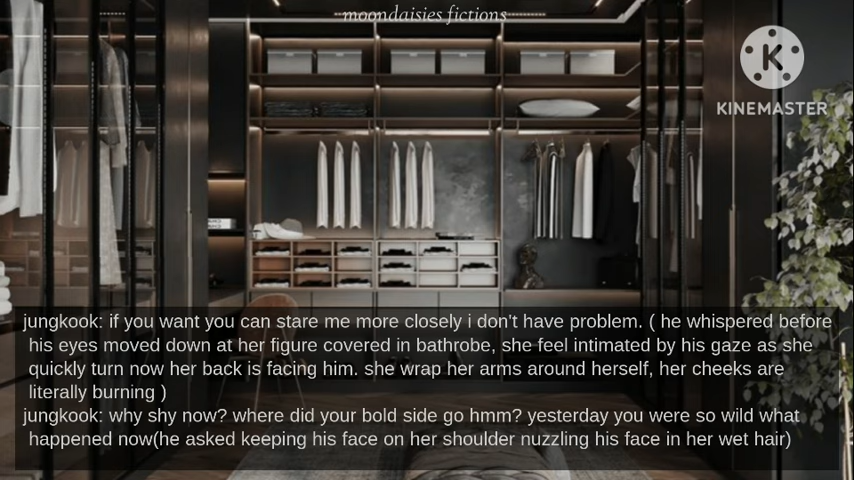 moondaisies fictions
K
KINEMASTER
jungkook: if you want you can stare me more closely i don't have problem. ( he whispered before
his eyes moved down at her figure covered in bathrobe, she feel intimated by his gaze as she
quickly turn now her back is facing him. she wrap her arms around herself, her cheeks are
literally burning )
jungkook: why shy now? where did your bold side go hmm? yesterday you were so wild what
happened now(he asked keeping his face on her shoulder nuzzling his face in her wet hair)